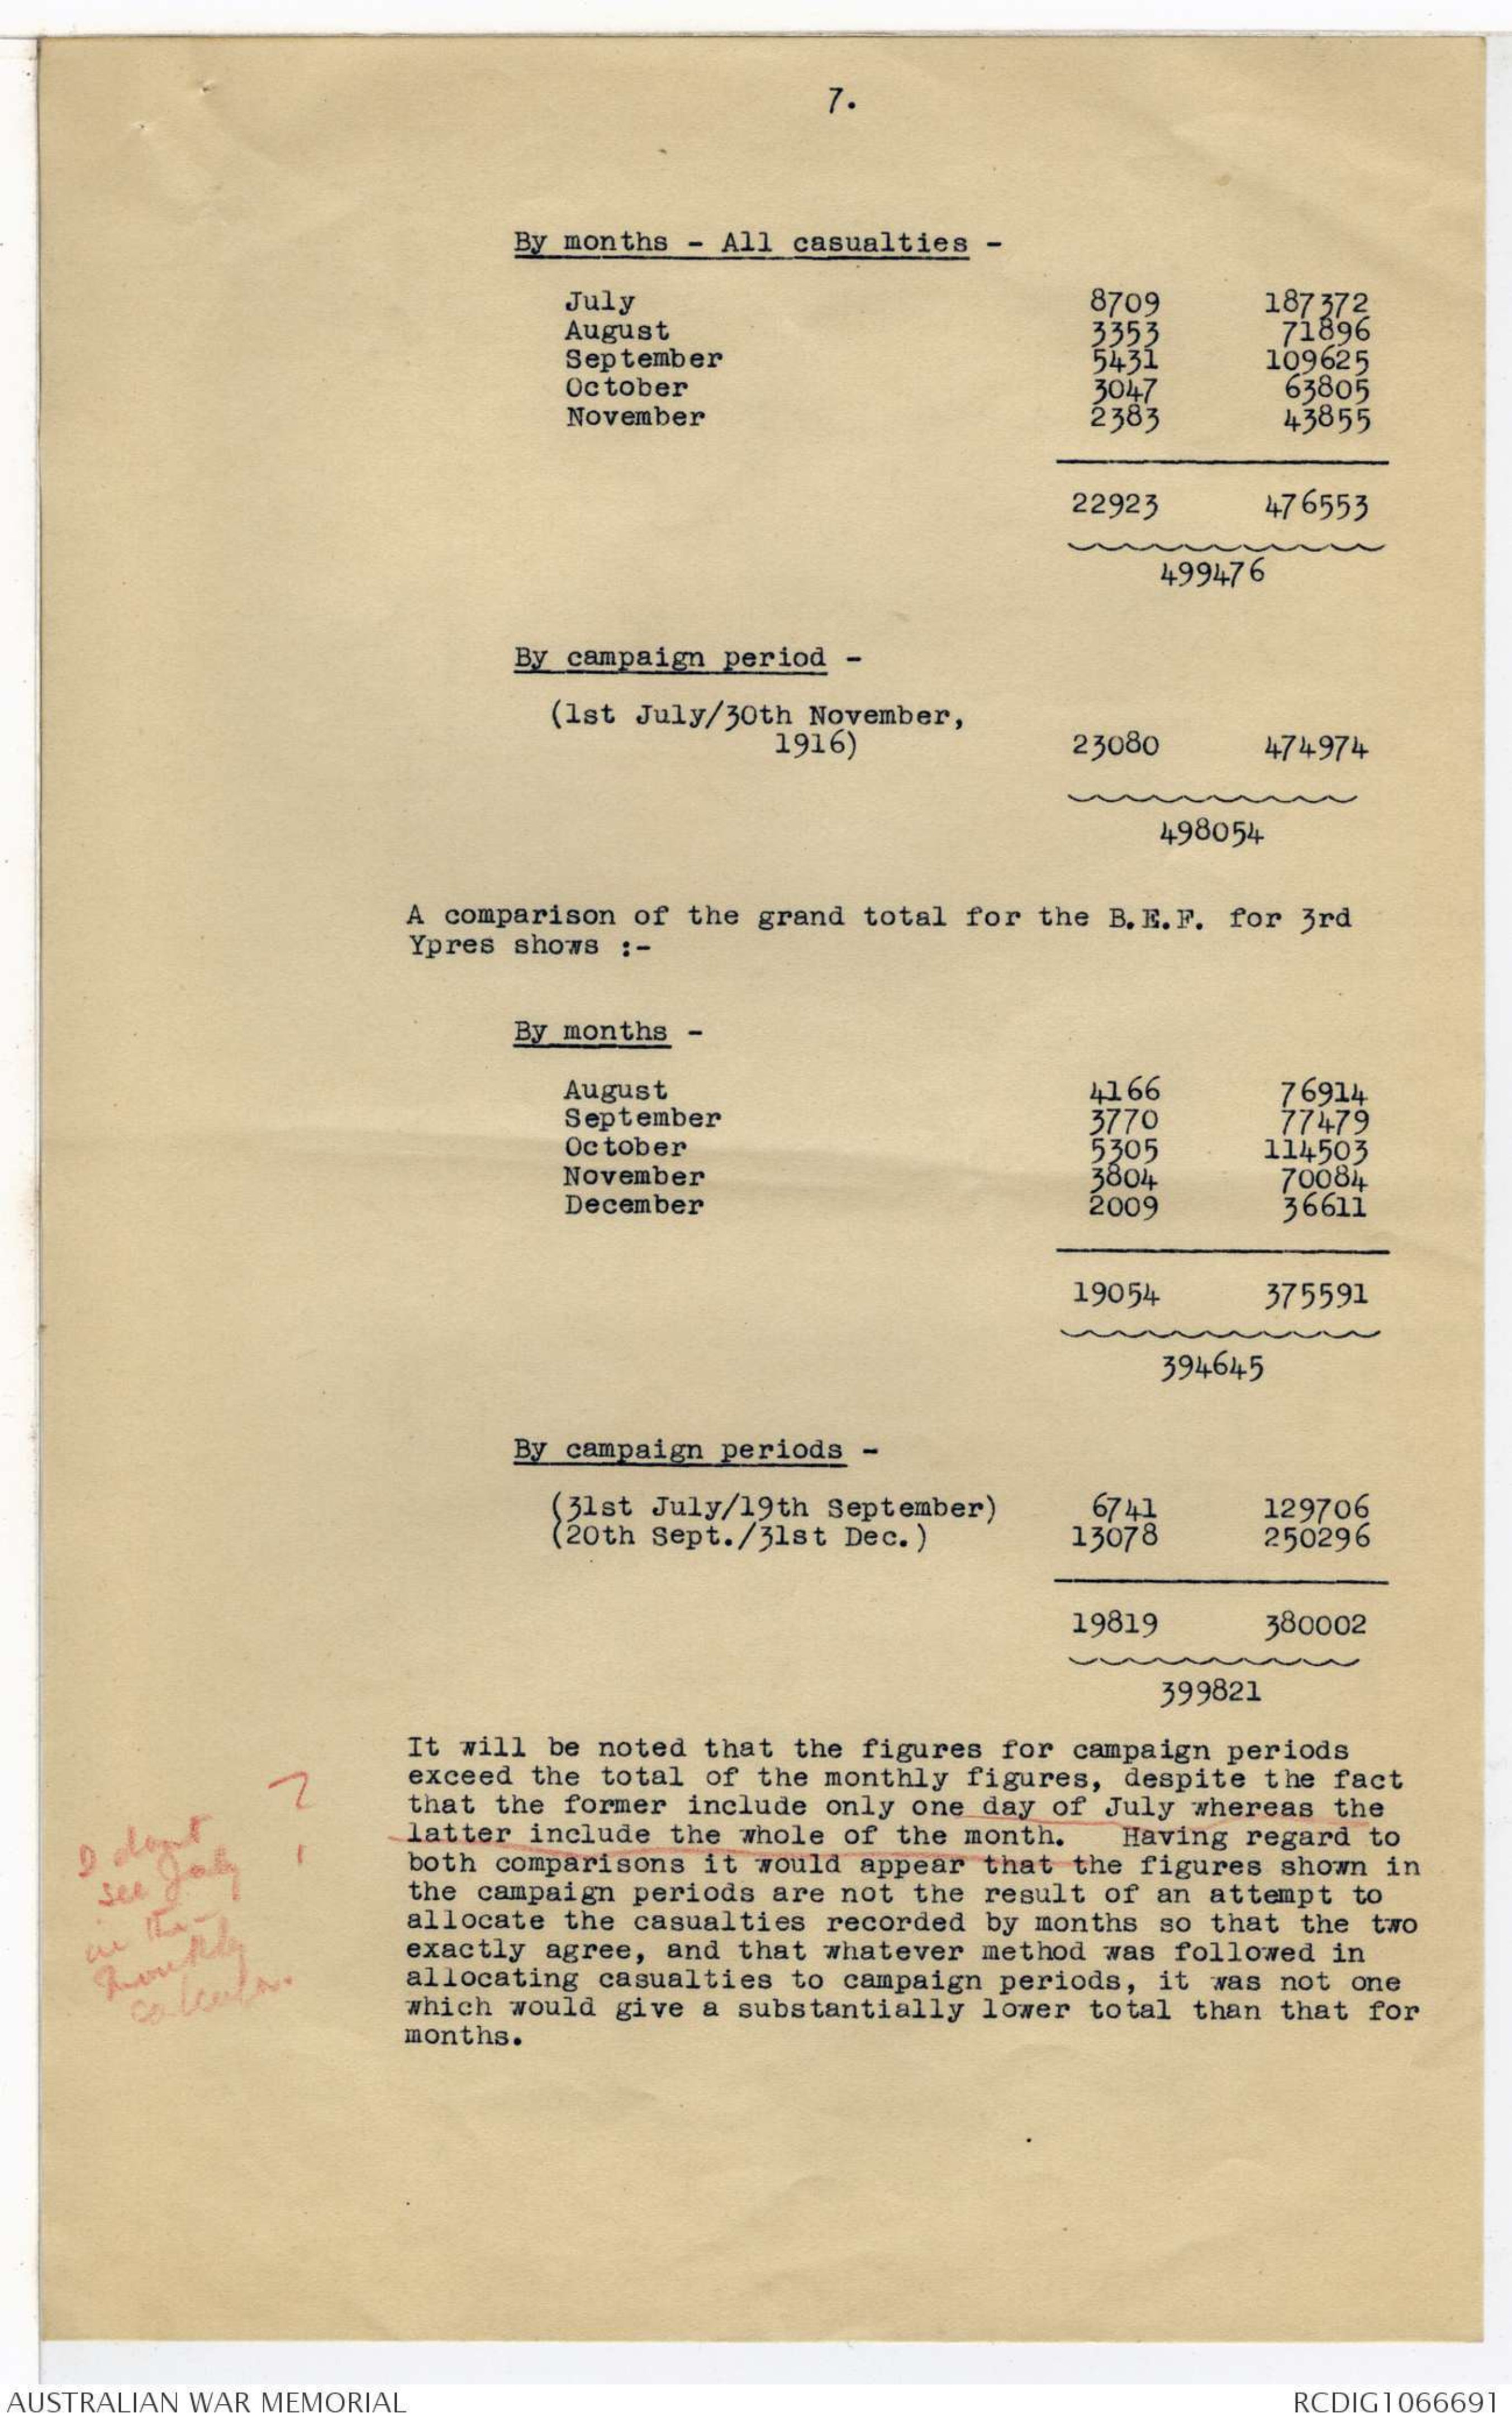 7.
By months - All casualties -
July 8709 187372
August 3353 71896
September 5431 109625
October 3047 63805
November 2383 43855
22923 476553
499476
By campaign period -
(1st July/30th November,
1916) 23080 474974
498054
A comparison of the grand total for the B.E.F. for 3rd
Ypres shows :-
By months -
August 4166 76914
September 3770 77479
October 5305 114503
November 3804 70084
December 2009 36611
19054 375591
394645
By campaign periods -
(31st July/19th September) 6741 129706
(20th Sept./31st Dec.) 13078 250296
19819 380002
399821
It will be noted that the figures for campaign periods
exceed the total of the monthly figures, despite the fact
that the former include only one day of July whereas the
latter include the whole of the month. Having regard to
both comparisons it would appear that the figures shown in
the campaign periods are not the result of an attempt to
allocate the casualties recorded by months so that the two
exactly agree, and that whatever method was followed in
allocating casualties to campaign periods, it was not one
which would give a substantially lower total than that for
months.
?
I dont
see July
in the
monthly
AUSTRALIAN WAR MEMORIAL
RCDIG1066691